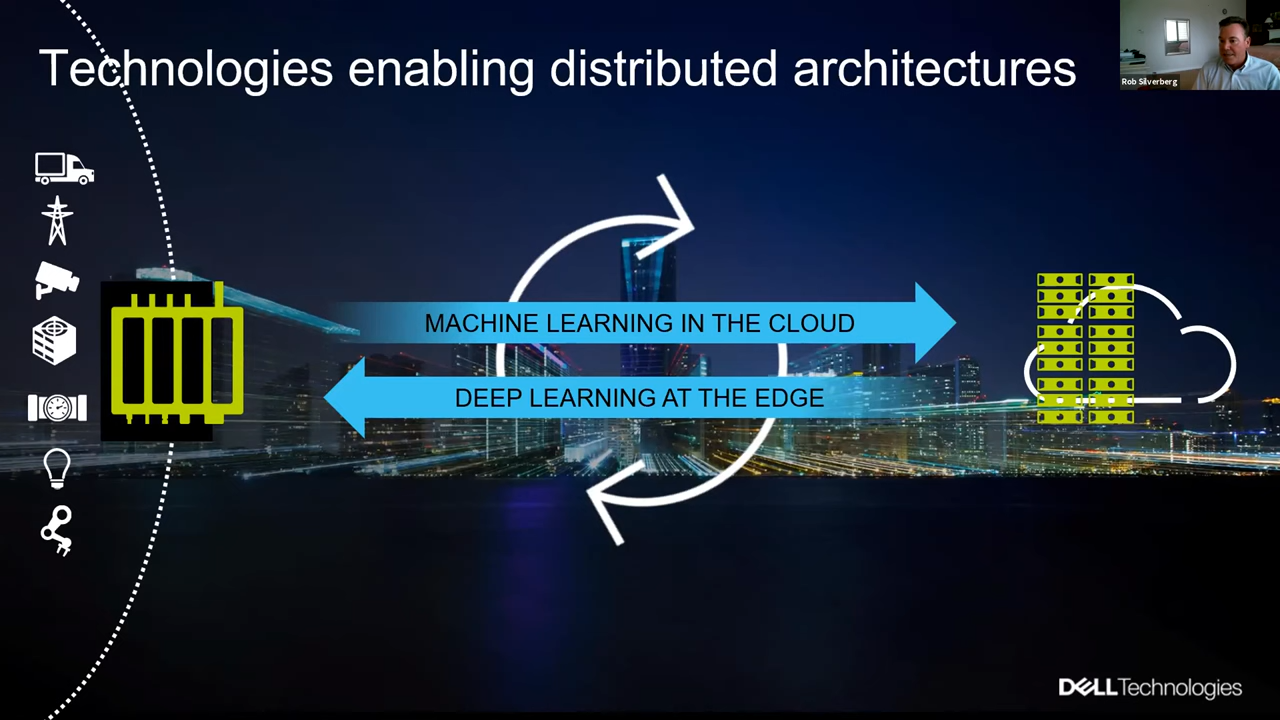 Technologies enabling distributed architectures
Rob Silverberg
MACHINE LEARNING IN THE CLOUD
DEEP LEARNING AT THE EDGE
DELLTechnologies